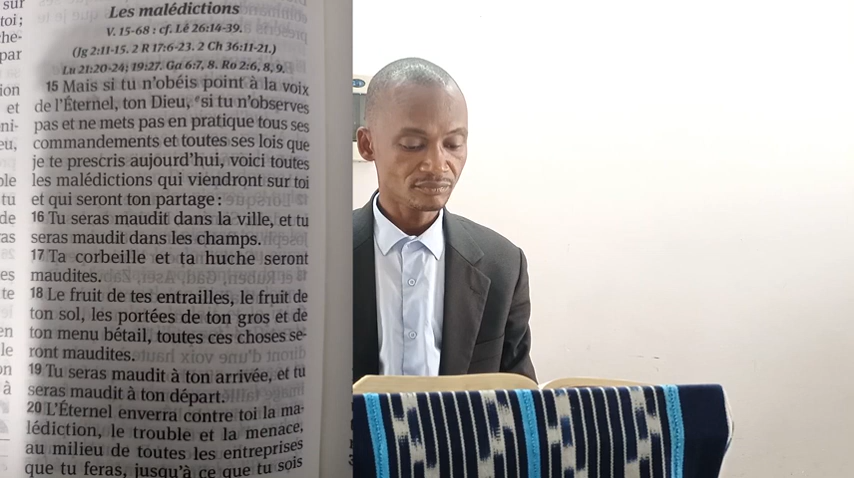 Les malédictions
V. 15-68 : cf. Lé 26:14-39.
(Jg 2:11-15. 2 R 17:6-23. 2 Ch 36:11-21.)
Lu 21:20-24; 19:27. Ga 6:7, 8. Ro 2:6, 8, 9.
15 Mais si tu n'obéis point à la voix
de l'Éternel, ton Dieu, si tu n'observes
pas et ne mets pas en pratique tous ses
commandements et toutes ses lois que
je te prescris aujourd'hui, voici toutes
les malédictions qui viendront sur toi
et qui seront ton partage :
16 Tu seras maudit dans la ville, et tu
seras maudit dans les champs.
17 Ta corbeille et ta huche seront
maudites.
18 Le fruit de tes entrailles, le fruit de
ton sol, les portées de ton gros et de
ton menu bétail, toutes ces choses se-
ront maudites.
19 Tu seras maudit à ton arrivée, et tu
seras maudit à ton départ.
20 L'Éternel enverra contre toi la ma-
lédiction, le trouble et la menace,
au milieu de toutes les entreprises
que tu feras, jusqu'à ce que tu sois